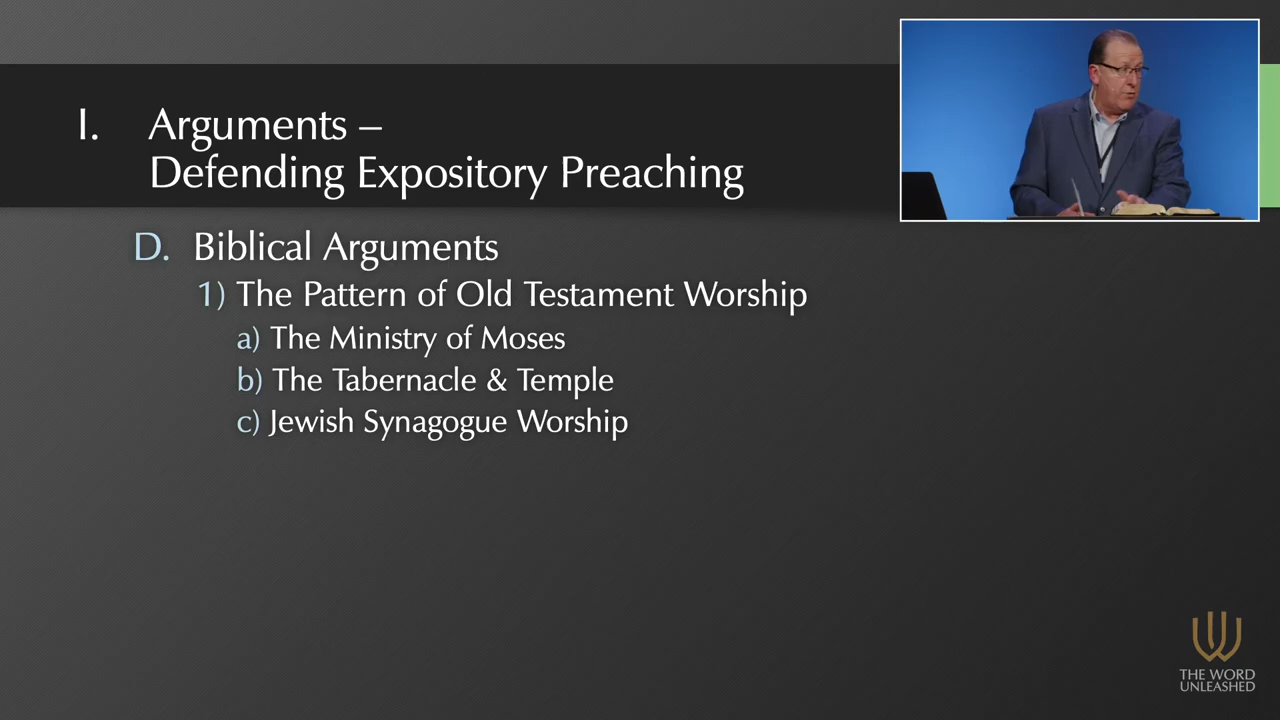 I. Arguments –
Defending Expository Preaching
D. Biblical Arguments
1) The Pattern of Old Testament Worship
a) The Ministry of Moses
b) The Tabernacle & Temple
c) Jewish Synagogue Worship
THE WORD
UNLEASHED